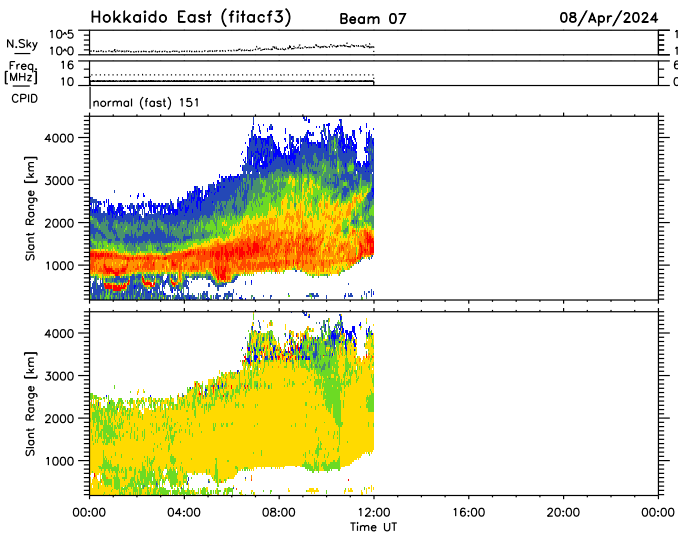 Hokkaido East (fitacf3) Beam 07 08/Apr/2024
N.Sky 10^5 10^0
Freq. [MHz] 16 10 6 0
CPID normal (fast) 151
Slant Range [km] 4000 3000 2000 1000
Slant Range [km] 4000 3000 2000 1000
00:00 04:00 08:00 12:00 16:00 20:00 00:00
Time UT